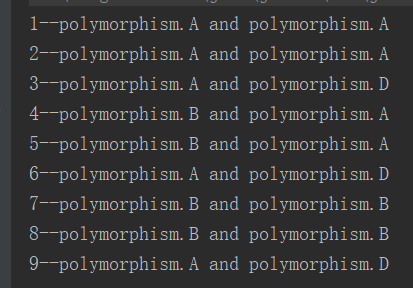 1--polymorphism.A and polymorphism.A
2--polymorphism.A and polymorphism.A
3--polymorphism.A and polymorphism.D
4--polymorphism.B and polymorphism.A
5--polymorphism.B and polymorphism.A
6--polymorphism.A and polymorphism.D
7--polymorphism.B and polymorphism.B
8--polymorphism.B and polymorphism.B
9--polymorphism.A and polymorphism.D